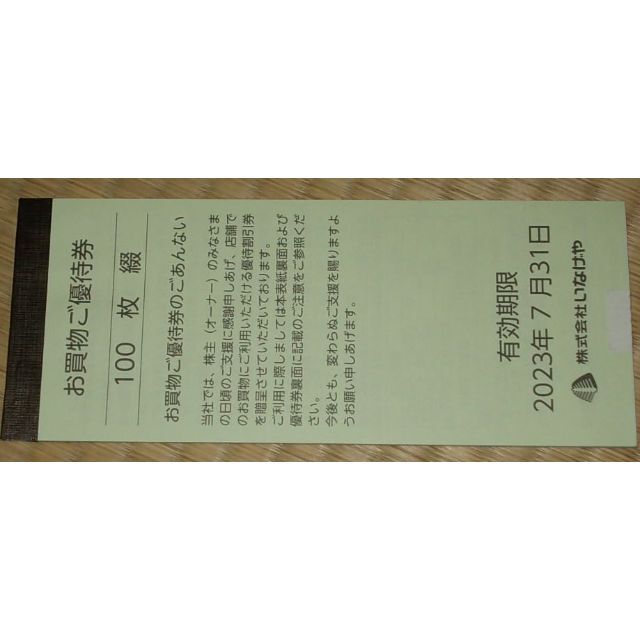 お買物ご優待券
100 枚 綴
お買物ご優待券のごあんない
当社では、株主（オーナー）のみなさま
の日頃のご支援に感謝申しあげ、店舗で
のお買物にご利用いただける優待割引券
を贈呈させていただいております。
ご利用に際しましては本表紙裏面および
優待券裏面に記載のご注意をご参照くだ
さい。
今後とも、変わらぬご支援を賜りますよ
うお願い申しあげます。
有効期限
2023年 7 月31日
株式会社いなげや